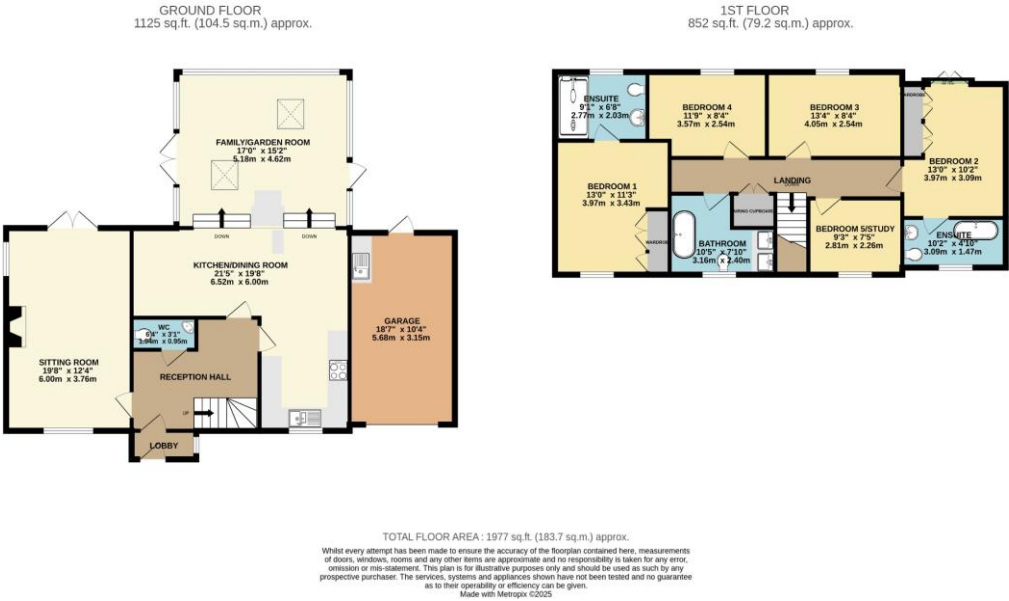 GROUND FLOOR
1125 sq.ft. (104.5 sq.m.) approx.
FAMILY/GARDEN ROOM
17'0" x 15'2"
5.18m x 4.62m
DOWN
DOWN
KITCHEN/DINING ROOM
21'5" x 19'8"
6.52m x 6.00m
WC
6'4" x 3'1"
1.94m x 0.95m
SITTING ROOM
19'8" x 12'4"
6.00m x 3.76m
RECEPTION HALL
UP
LOBBY
GARAGE
18'7" x 10'4"
5.68m x 3.15m
1ST FLOOR
852 sq.ft. (79.2 sq.m.) approx.
ENSUITE
9'1" x 6'8"
2.77m x 2.03m
BEDROOM 4
11'9" x 8'4"
3.57m x 2.54m
BEDROOM 3
13'4" x 8'4"
4.05m x 2.54m
WARDROBE
BEDROOM 2
13'0" x 10'2"
3.97m x 3.09m
LANDING
DOWN
BEDROOM 1
13'0" x 11'3"
3.97m x 3.43m
WARDROBE
AIRING CUPBOARD
BATHROOM
10'5" x 7'10"
3.16m x 2.40m
BEDROOM 5/STUDY
9'3" x 7'5"
2.81m x 2.26m
ENSUITE
10'2" x 4'10"
3.09m x 1.47m
TOTAL FLOOR AREA : 1977 sq.ft. (183.7 sq.m.) approx.
Whilst every attempt has been made to ensure the accuracy of the floorplan contained here, measurements
of doors, windows, rooms and any other items are approximate and no responsibility is taken for any error,
omission or mis-statement. This plan is for illustrative purposes only and should be used as such by any
prospective purchaser. The services, systems and appliances shown have not been tested and no guarantee
as to their operability or efficiency can be given.
Made with Metropix ©2025